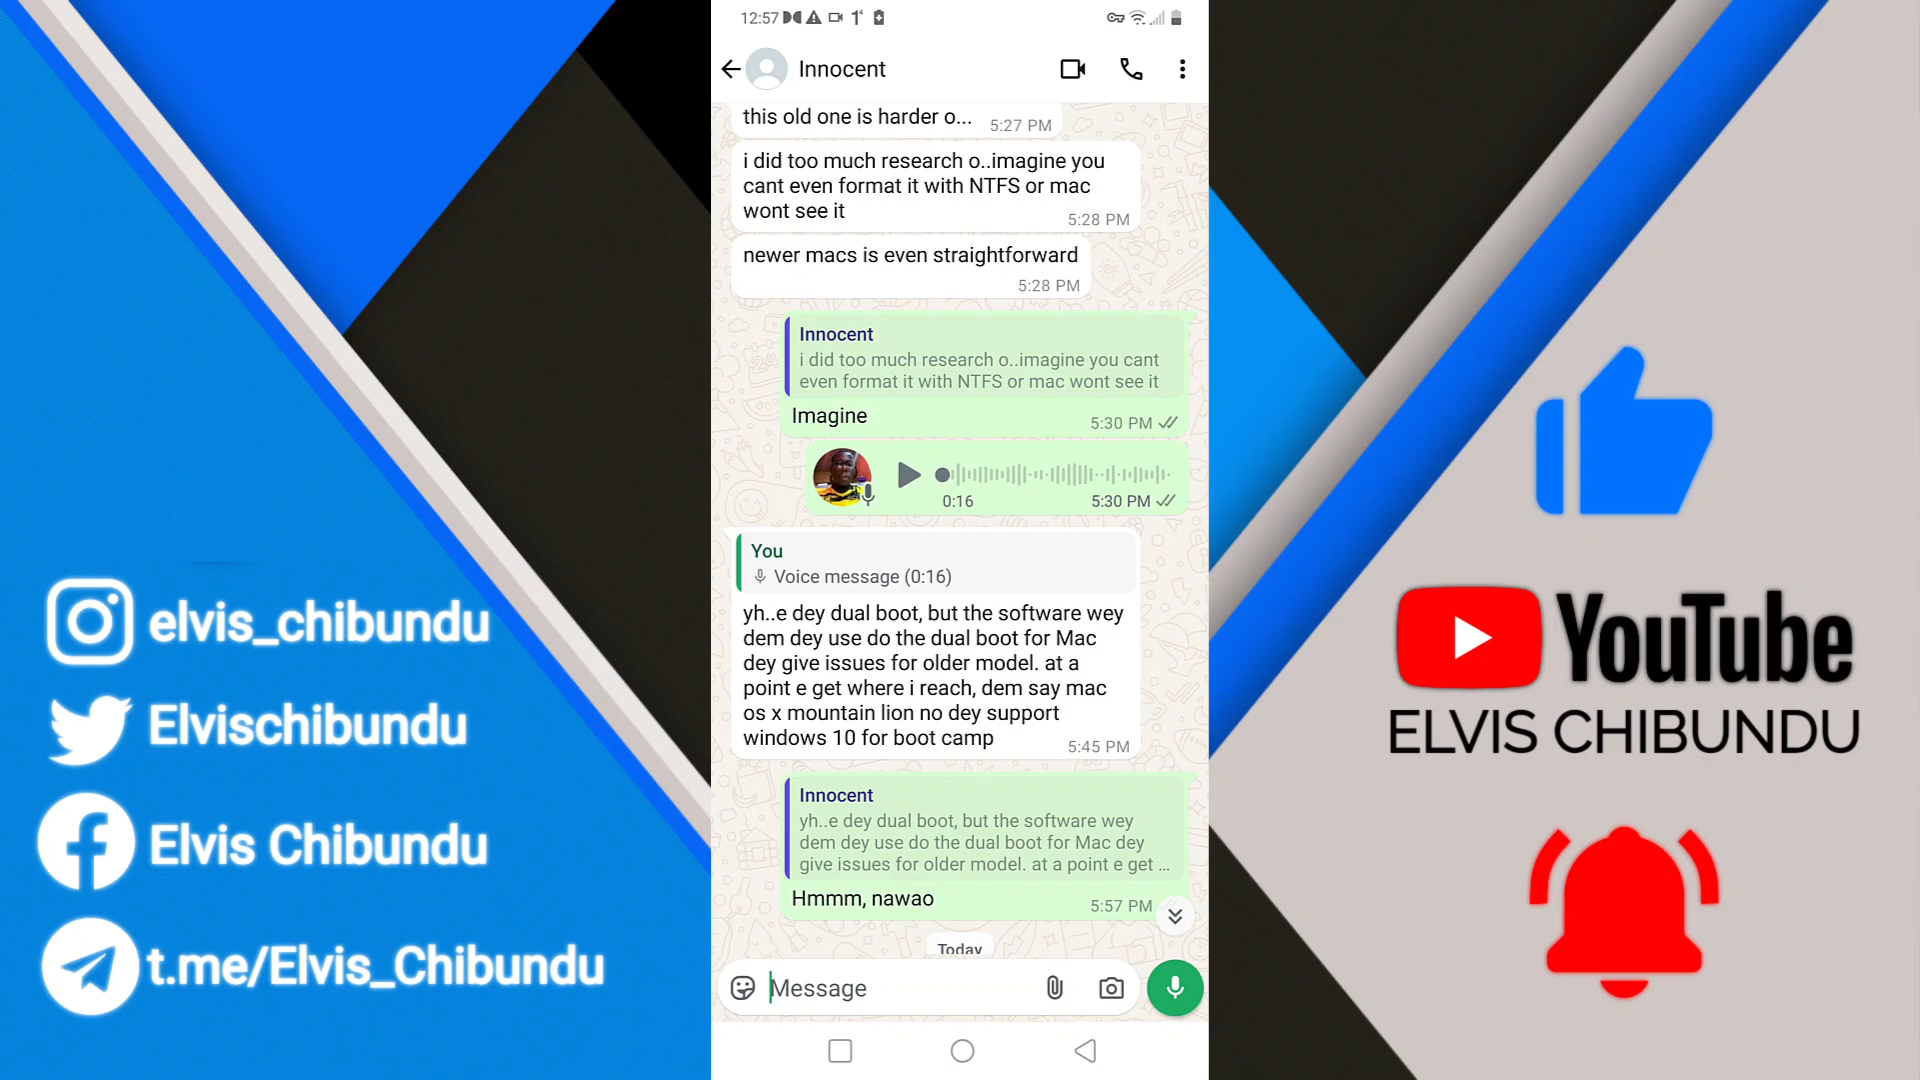 12:57
Innocent
this old one is harder o...
5:27 PM
i did too much research o..imagine you
cant even format it with NTFS or mac
wont see it
5:28 PM
newer macs is even straightforward
5:28 PM
Innocent
i did too much research o..imagine you cant
even format it with NTFS or mac wont see it
Imagine
5:30 PM
0:16
5:30 PM
You
Voice message (0:16)
yh..e dey dual boot, but the software wey
dem dey use do the dual boot for Mac
dey give issues for older model. at a
point e get where i reach, dem say mac
os x mountain lion no dey support
windows 10 for boot camp
5:45 PM
Innocent
yh..e dey dual boot, but the software wey
dem dey use do the dual boot for Mac dey
give issues for older model. at a point e get ...
Hmmm, nawao
5:57 PM
Today
Message
elvis_chibundu
Elvischibundu
Elvis Chibundu
t.me/Elvis_Chibundu
YouTube
ELVIS CHIBUNDU